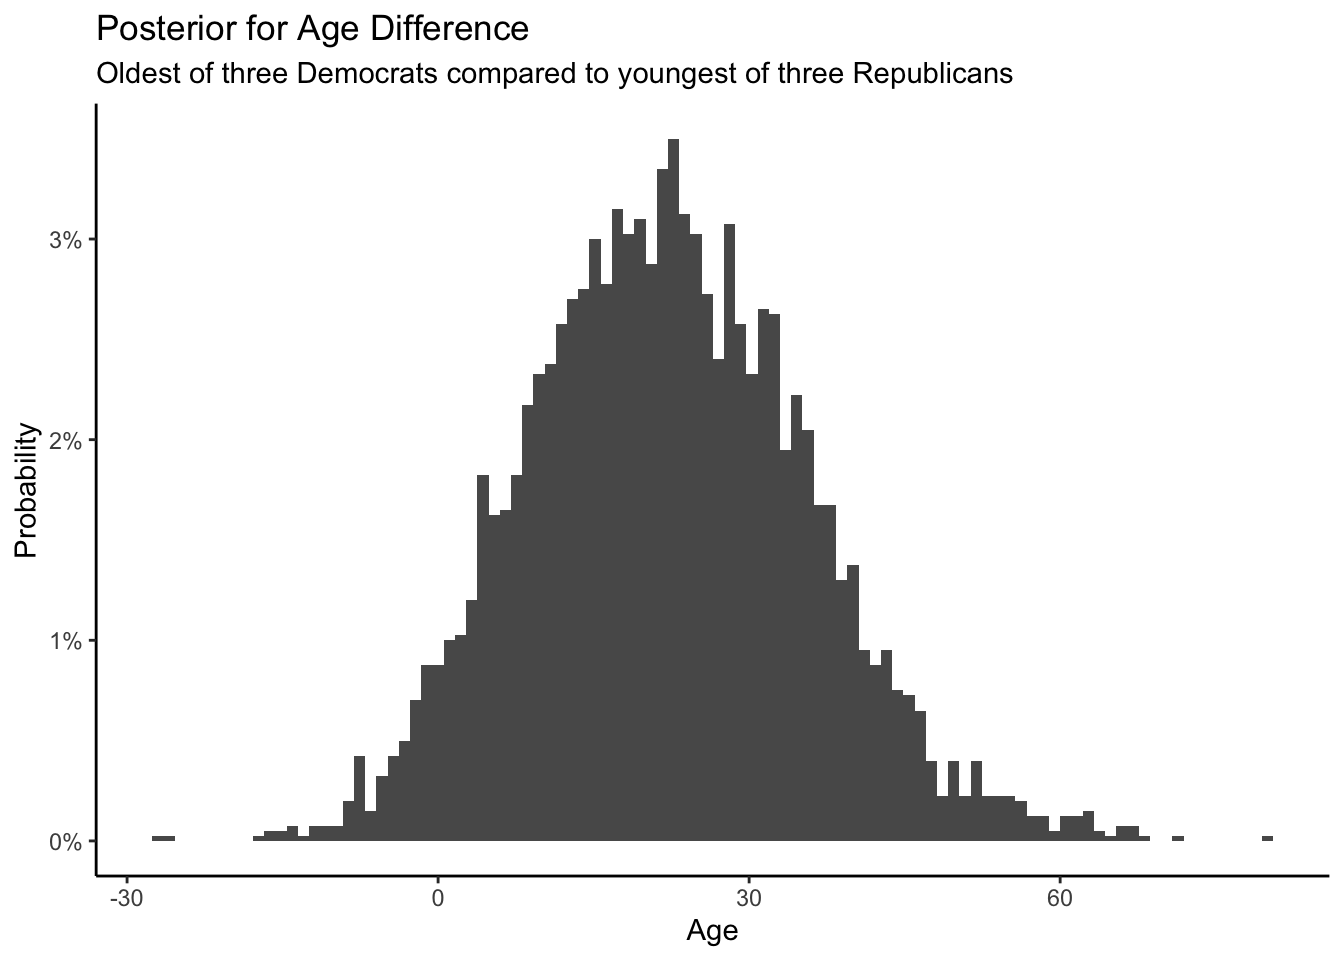 Posterior for Age Difference
Oldest of three Democrats compared to youngest of three Republicans
Probability
3%
2%
1%
0%
-30 0 30 60
Age